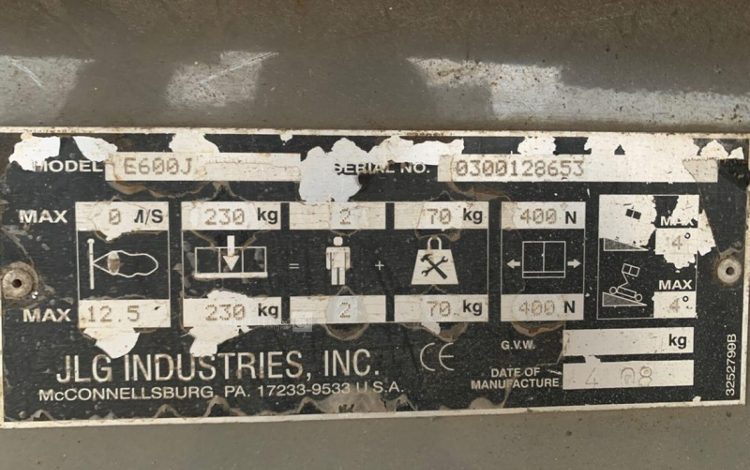 MODEL E600J SERIAL NO. 0300128653
MAX 0 M/S 230 kg 2 70 kg 400 N MAX 4°
= +
MAX 12.5 230 kg 2 70 kg 400 N MAX 4°
G.V.W. kg
JLG INDUSTRIES, INC. CE
McCONNELLSBURG, PA. 17233-9533 U.S.A.
DATE OF MANUFACTURE 4 08
3252799B